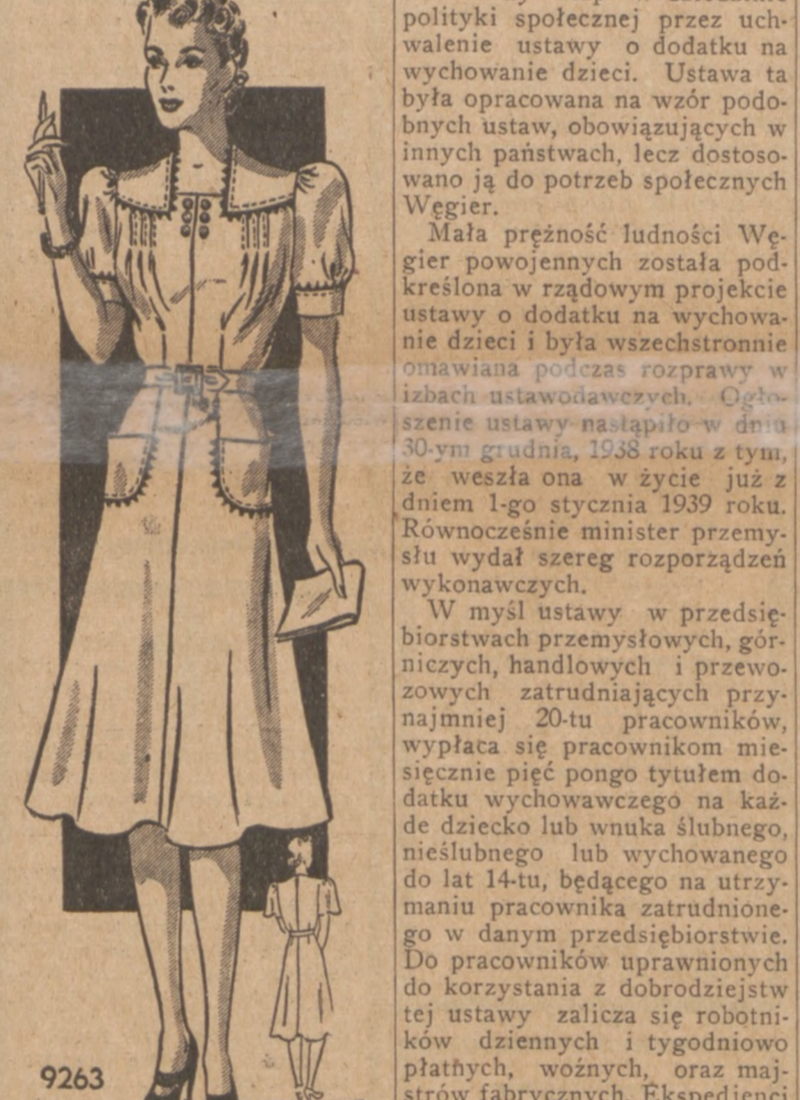 polityki społecznej przez uch-
walenie ustawy o dodatku na
wychowanie dzieci. Ustawa ta
była opracowana na wzór podo-
bnych ustaw, obowiązujących w
innych państwach, lecz dostoso-
wano ją do potrzeb społecznych
Węgier.
Mała prężność ludności Wę-
gier powojennych została pod-
kreślona w rządowym projekcie
ustawy o dodatku na wychowa-
nie dzieci i była wszechstronnie
omawiana podczas rozprawy w
izbach ustawodawczych. Ogło-
szenie ustawy nastąpiło w dniu
30-ym grudnia, 1938 roku z tym,
że weszła ona w życie już z
dniem 1-go stycznia 1939 roku.
Równocześnie minister przemy-
słu wydał szereg rozporządzeń
wykonawczych.
W myśl ustawy w przedsię-
biorstwach przemysłowych, gór-
niczych, handlowych i przewo-
zowych zatrudniających przy-
najmniej 20-tu pracowników,
wypłaca się pracownikom mie-
sięcznie pięć pongo tytułem do-
datku wychowawczego na każ-
de dziecko lub wnuka ślubnego,
nieślubnego lub wychowanego
do lat 14-tu, będącego na utrzy-
maniu pracownika zatrudnione-
go w danym przedsiębiorstwie.
Do pracowników uprawnionych
do korzystania z dobrodziejstw
tej ustawy zalicza się robotni-
ków dziennych i tygodniowo
płatnych, woźnych, oraz maj-
strów fabrycznych. Ekspedienci
9263